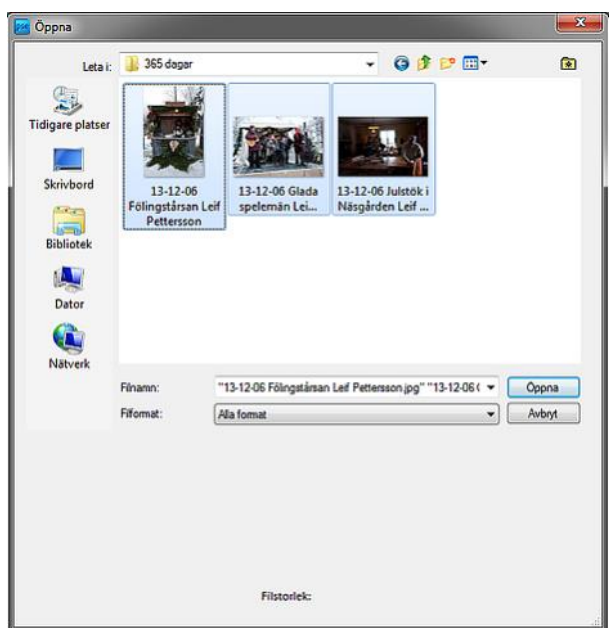 Öppna
Leta i:
365 dagar
Tidigare platser
Skrivbord
Bibliotek
Dator
Nätverk
13-12-06
Fölingstårsan Leif
Pettersson
13-12-06 Glada
spelemän Lei...
13-12-06 Julstök i
Näsgården Leif ...
Filnamn:
"13-12-06 Fölingstårsan Leif Pettersson.jpg" "13-12-06 (
Öppna
Filformat:
Alla format
Avbryt
Filstorlek: